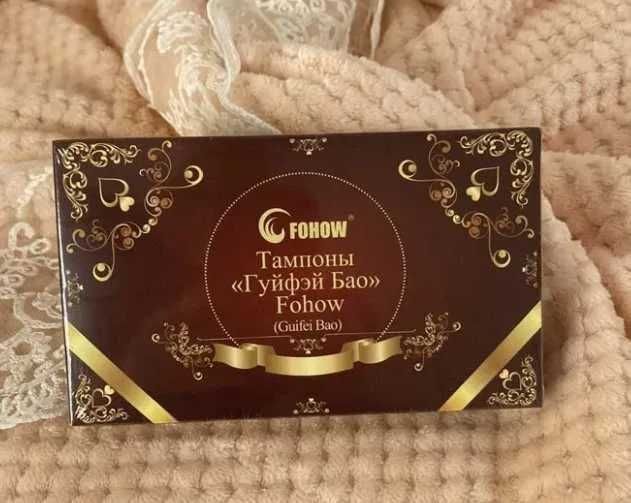 FOHOW®
Тампоны
«Гуйфэй Бао»
Fohow
(Guifei Bao)